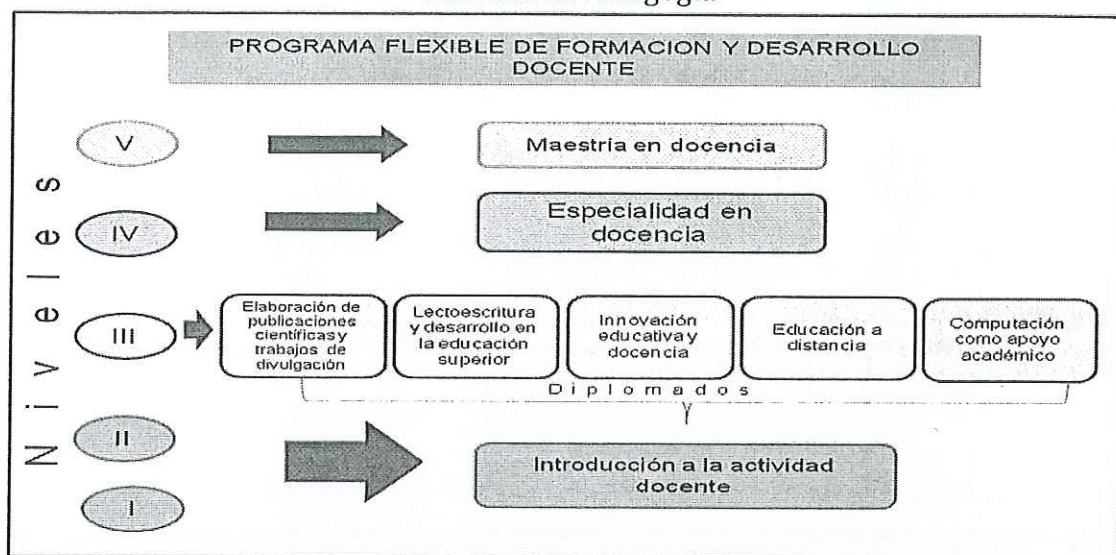 PROGRAMA FLEXIBLE DE FORMACION Y DESARROLLO
DOCENTE
Niveles
V
Maestría en docencia
IV
Especialidad en
docencia
III
Elaboración de
publicaciones
científicas y
trabajos de
divulgación
Lectoescritura
y desarrollo en
la educación
superior
Innovación
educativa y
docencia
Educación a
distancia
Computación
como apoyo
académico
Diplomados
II
I
Introducción a la actividad
docente